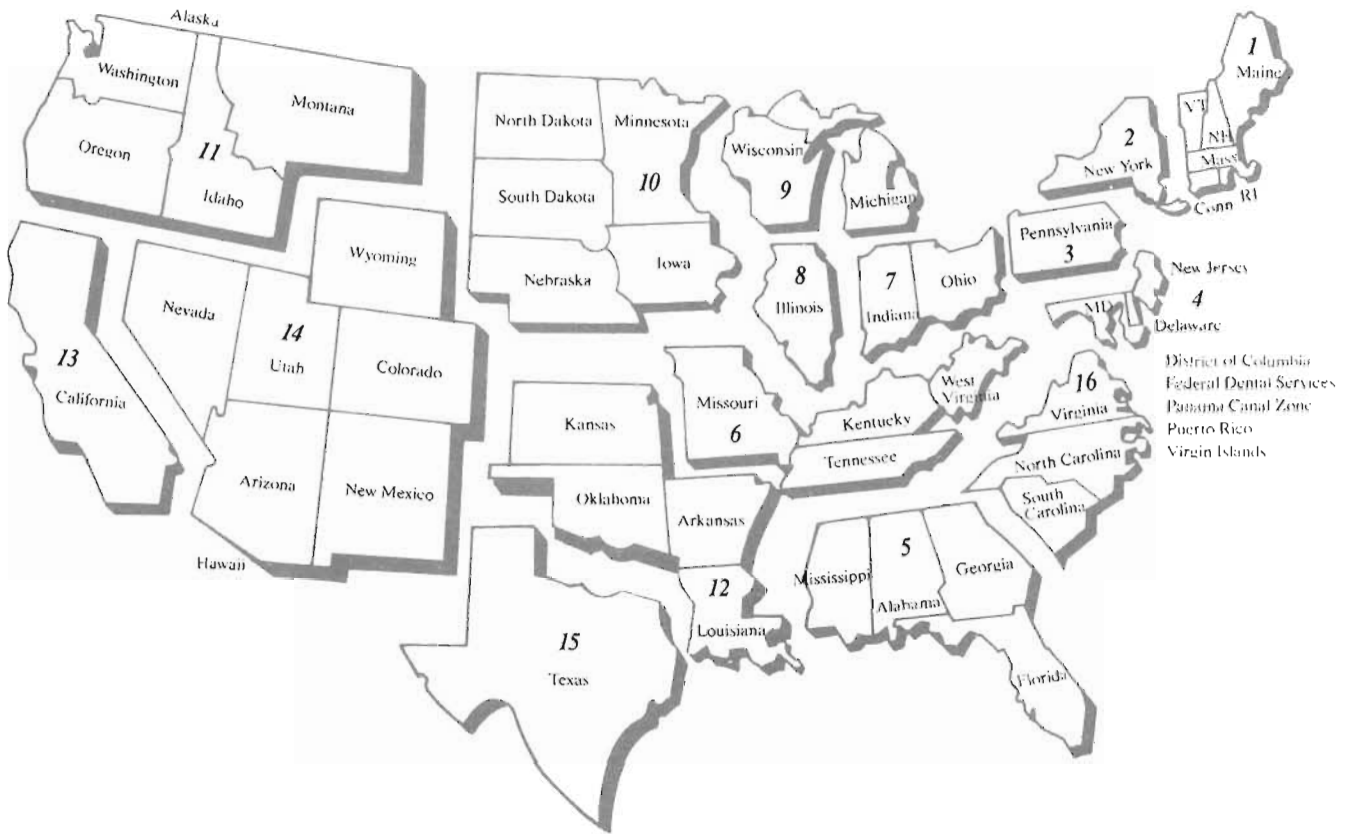 Alaska
Washington
Montana
Oregon
11
Idaho
North Dakota
Minnesota
South Dakota
10
Nebraska
Iowa
Wisconsin
9
Michigan
1
Maine
VT
NH
2
New York
Mass
Conn
RI
Pennsylvania
3
New Jersey
4
MD
Delaware
District of Columbia
Federal Dental Services
Panama Canal Zone
Puerto Rico
Virgin Islands
Wyoming
Nevada
14
Utah
Colorado
13
California
Arizona
New Mexico
Hawaii
8
Illinois
7
Indiana
Ohio
Kansas
Missouri
6
Kentucky
West
Virginia
Tennessee
16
Virginia
North Carolina
South
Carolina
Oklahoma
Arkansas
12
Louisiana
Mississippi
5
Alabama
Georgia
Florida
15
Texas